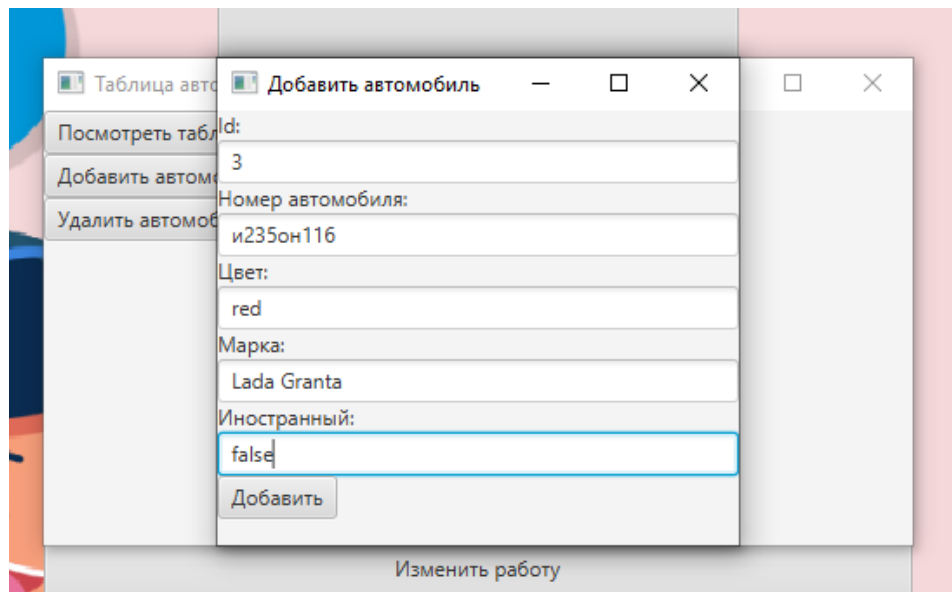 Таблица авто
Добавить автомобиль
Посмотреть табл
Добавить автом
Удалить автомоб
Id:
3
Номер автомобиля:
и235он116
Цвет:
red
Марка:
Lada Granta
Иностранный:
false
Добавить
Изменить работу